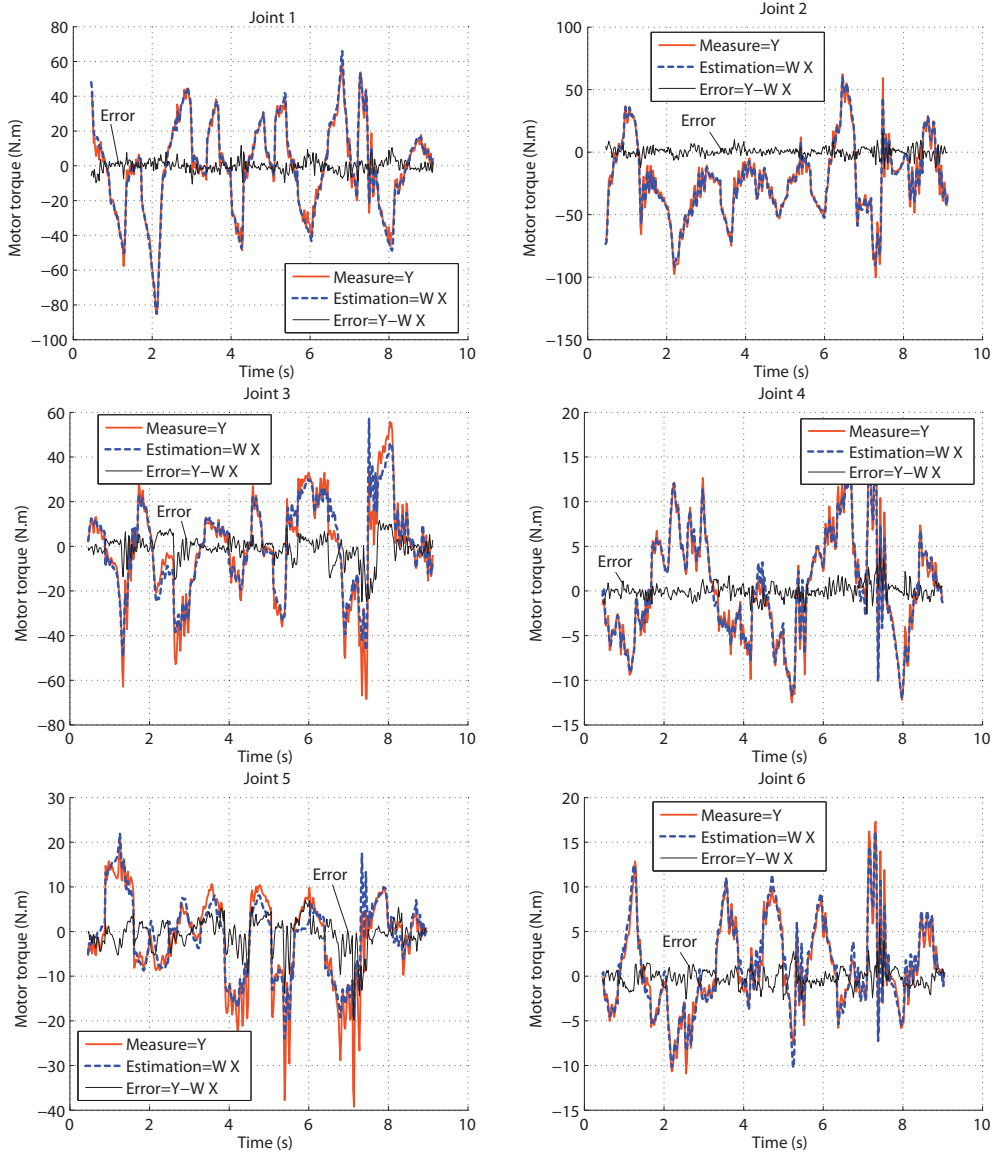 Joint 1
80
60
40
20
0
−20
−40
−60
−80
−100
Motor torque (N.m)
Error
Measure=Y
Estimation=W X
Error=Y−W X
0 2 4 6 8 10
Time (s)
Joint 2
100
50
0
−50
−100
−150
Motor torque (N.m)
Measure=Y
Estimation=W X
Error=Y−W X
Error
0 2 4 6 8 10
Time (s)
Joint 3
60
40
20
0
−20
−40
−60
−80
Motor torque (N.m)
Measure=Y
Estimation=W X
Error=Y−W X
Error
0 2 4 6 8 10
Time (s)
Joint 4
20
15
10
5
0
−5
−10
−15
Motor torque (N.m)
Measure=Y
Estimation=W X
Error=Y−W X
Error
0 2 4 6 8 10
Time (s)
Joint 5
30
20
10
0
−10
−20
−30
−40
Motor torque (N.m)
Error
Measure=Y
Estimation=W X
Error=Y−W X
0 2 4 6 8 10
Time (s)
Joint 6
20
15
10
5
0
−5
−10
−15
Motor torque (N.m)
Measure=Y
Estimation=W X
Error=Y−W X
Error
0 2 4 6 8 10
Time (s)